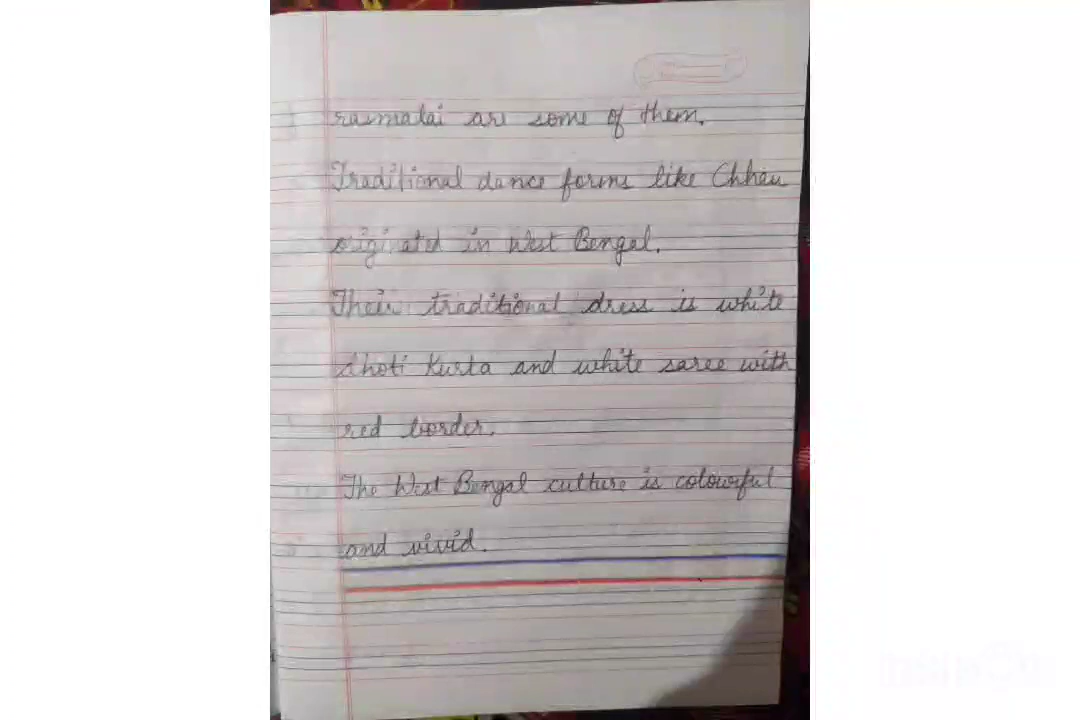 rasmalai are some of them.
Traditional dance forms like Chhau
originated in West Bengal.
Their traditional dress is white
dhoti Kurta and white saree with
red border.
The West Bengal culture is colourful
and vivid.